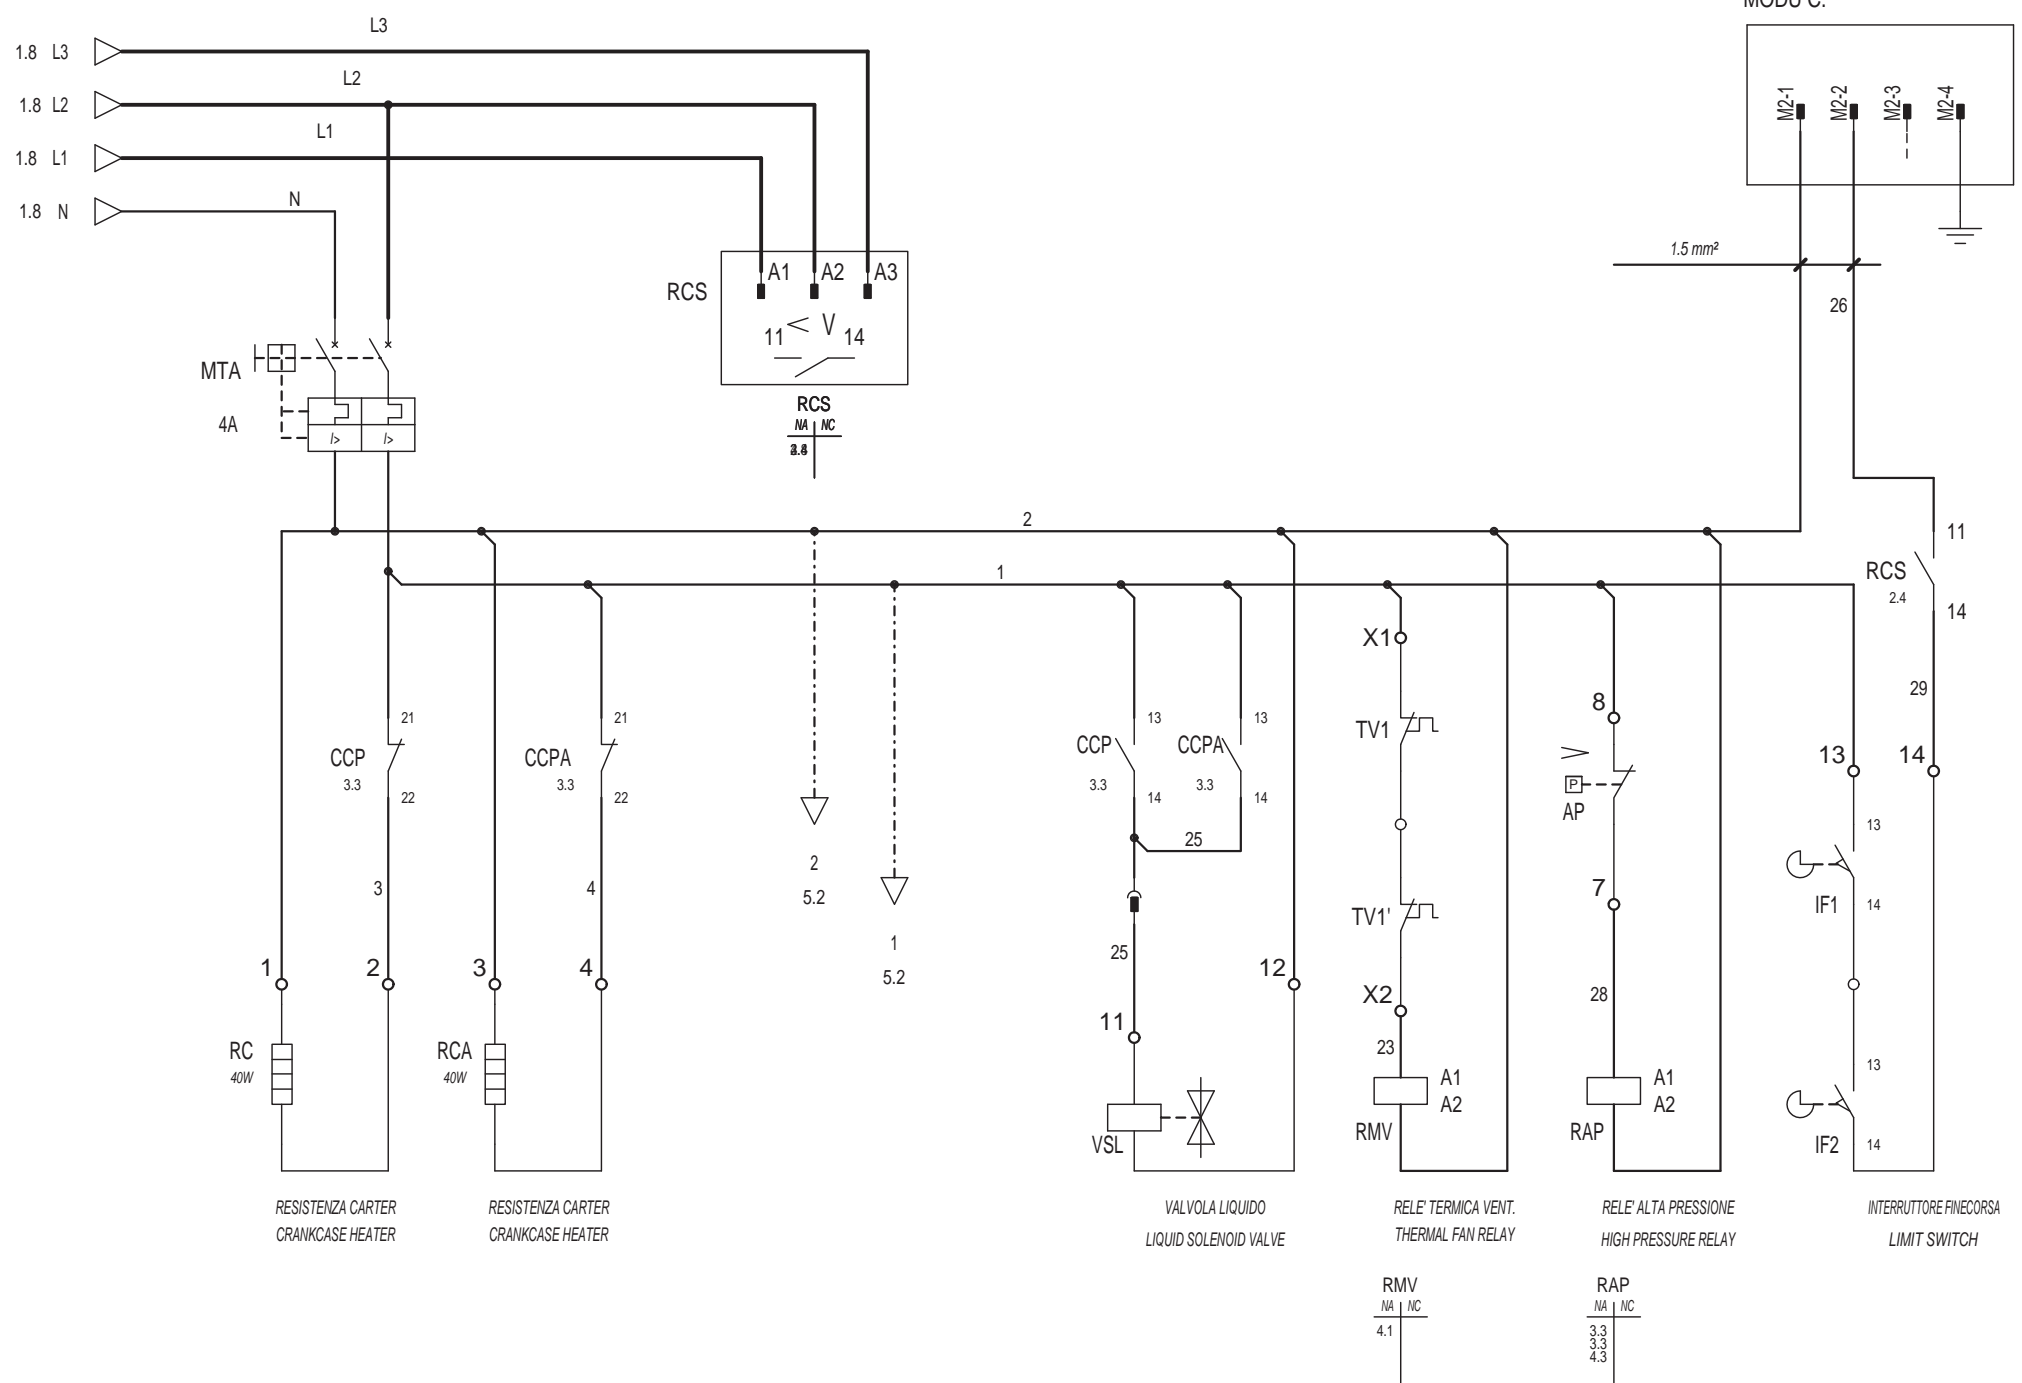 MODU C.
L3
1.8 L3
L2
1.8 L2
L1
1.8 L1
N
1.8 N
M2-1 M2-2 M2-3 M2-4
1.5 mm²
26
RCS
A1 A2 A3
< V
11 14
MTA
4A
I> I>
RCS
NA NC
2
1
11
RCS
2.4
14
29
21
CCP
3.3
22
3
21
CCPA
3.3
22
4
2
5.2
1
5.2
13
CCP
3.3
14
13
CCPA
3.3
14
25
25
11
12
VSL
X1
TV1
TV1'
X2
23
A1
A2
RMV
8
P
AP
7
28
A1
A2
RAP
13
14
13
IF1
14
13
IF2
14
1
2
3
4
RC
40W
RCA
40W
RESISTENZA CARTER
CRANKCASE HEATER
RESISTENZA CARTER
CRANKCASE HEATER
VALVOLA LIQUIDO
LIQUID SOLENOID VALVE
RELE' TERMICA VENT.
THERMAL FAN RELAY
RELE' ALTA PRESSIONE
HIGH PRESSURE RELAY
INTERRUTTORE FINECORSA
LIMIT SWITCH
RMV
NA NC
4.1
RAP
NA NC
3.3
3.3
4.3